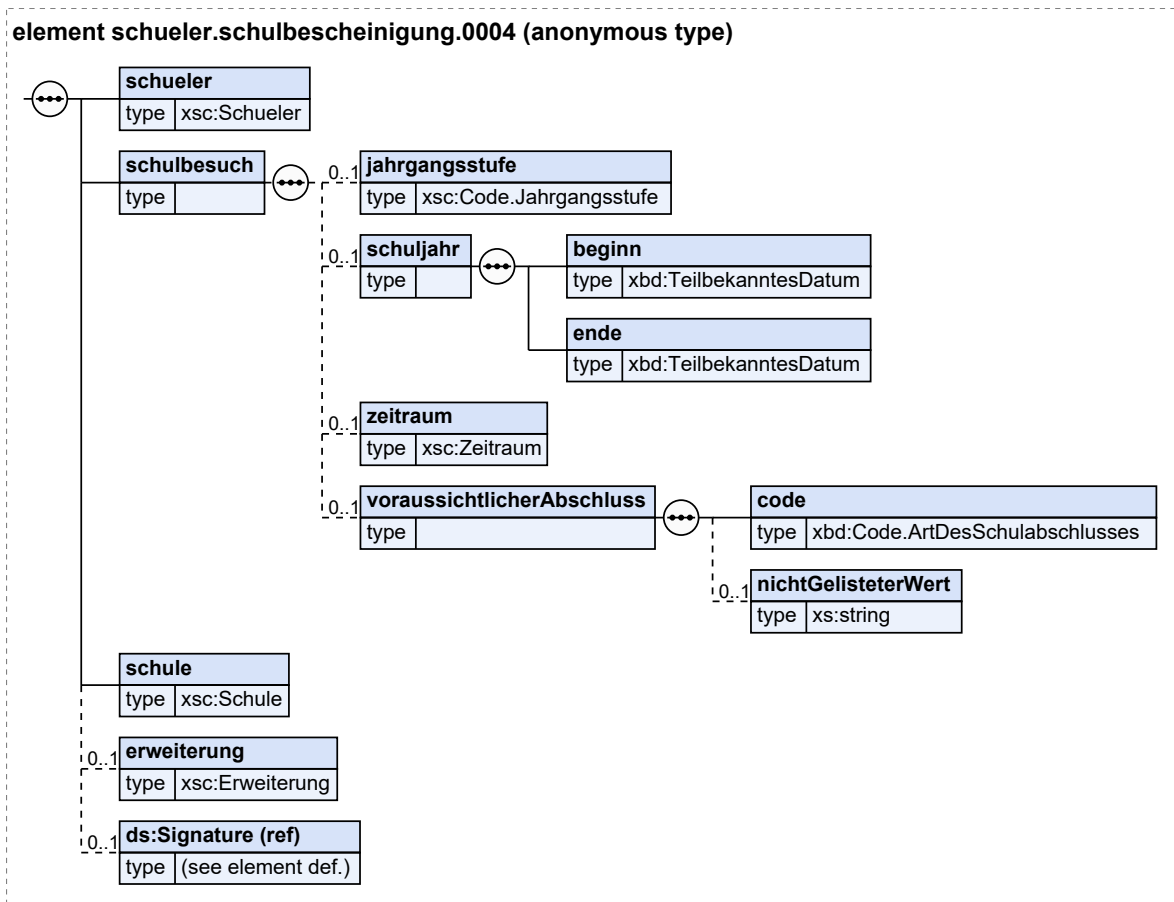 element schueler.schulbescheinigung.0004 (anonymous type)
schueler
type xsc:Schueler
schulbesuch
type
0..1 jahrgangsstufe
type xsc:Code.Jahrgangsstufe
0..1 schuljahr
type
beginn
type xbd:TeilbekanntesDatum
ende
type xbd:TeilbekanntesDatum
0..1 zeitraum
type xsc:Zeitraum
0..1 voraussichtlicherAbschluss
type
code
type xbd:Code.ArtDesSchulabschlusses
0..1 nichtGelisteterWert
type xs:string
schule
type xsc:Schule
0..1 erweiterung
type xsc:Erweiterung
0..1 ds:Signature (ref)
type (see element def.)